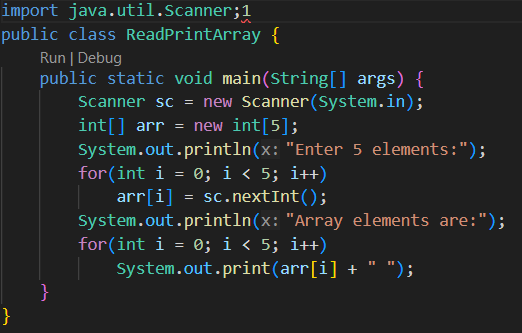 import java.util.Scanner;1
public class ReadPrintArray {
Run | Debug
public static void main(String[] args) {
Scanner sc = new Scanner(System.in);
int[] arr = new int[5];
System.out.println(x: "Enter 5 elements:");
for(int i = 0; i < 5; i++)
arr[i] = sc.nextInt();
System.out.println(x: "Array elements are:");
for(int i = 0; i < 5; i++)
System.out.print(arr[i] + " ");
}
}